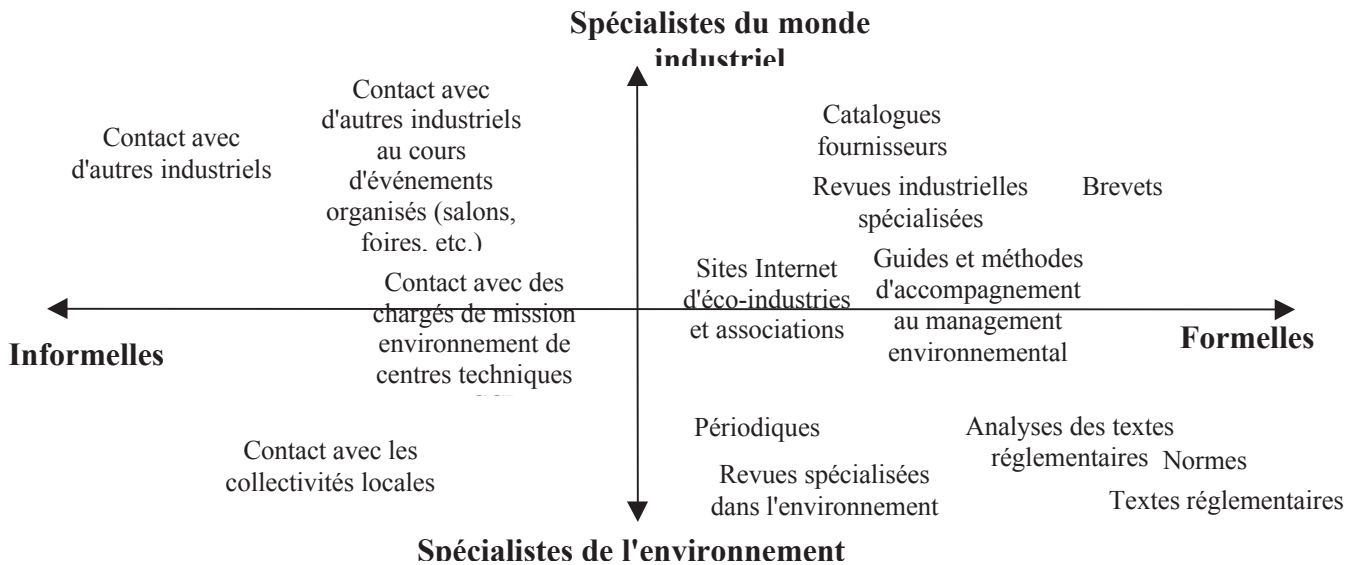 Spécialistes du monde
industriel
Contact avec
d'autres industriels
Contact avec
d'autres industriels
au cours
d'événements
organisés (salons,
foires, etc.)
Catalogues
fournisseurs
Revues industrielles
spécialisées
Brevets
Contact avec des
chargés de mission
environnement de
centres techniques
Sites Internet
d'éco-industries
et associations
Guides et méthodes
d'accompagnement
au management
environnemental
Informelles
Formelles
Contact avec les
collectivités locales
Périodiques
Revues spécialisées
dans l'environnement
Analyses des textes
réglementaires
Normes
Textes réglementaires
Spécialistes de l'environnement